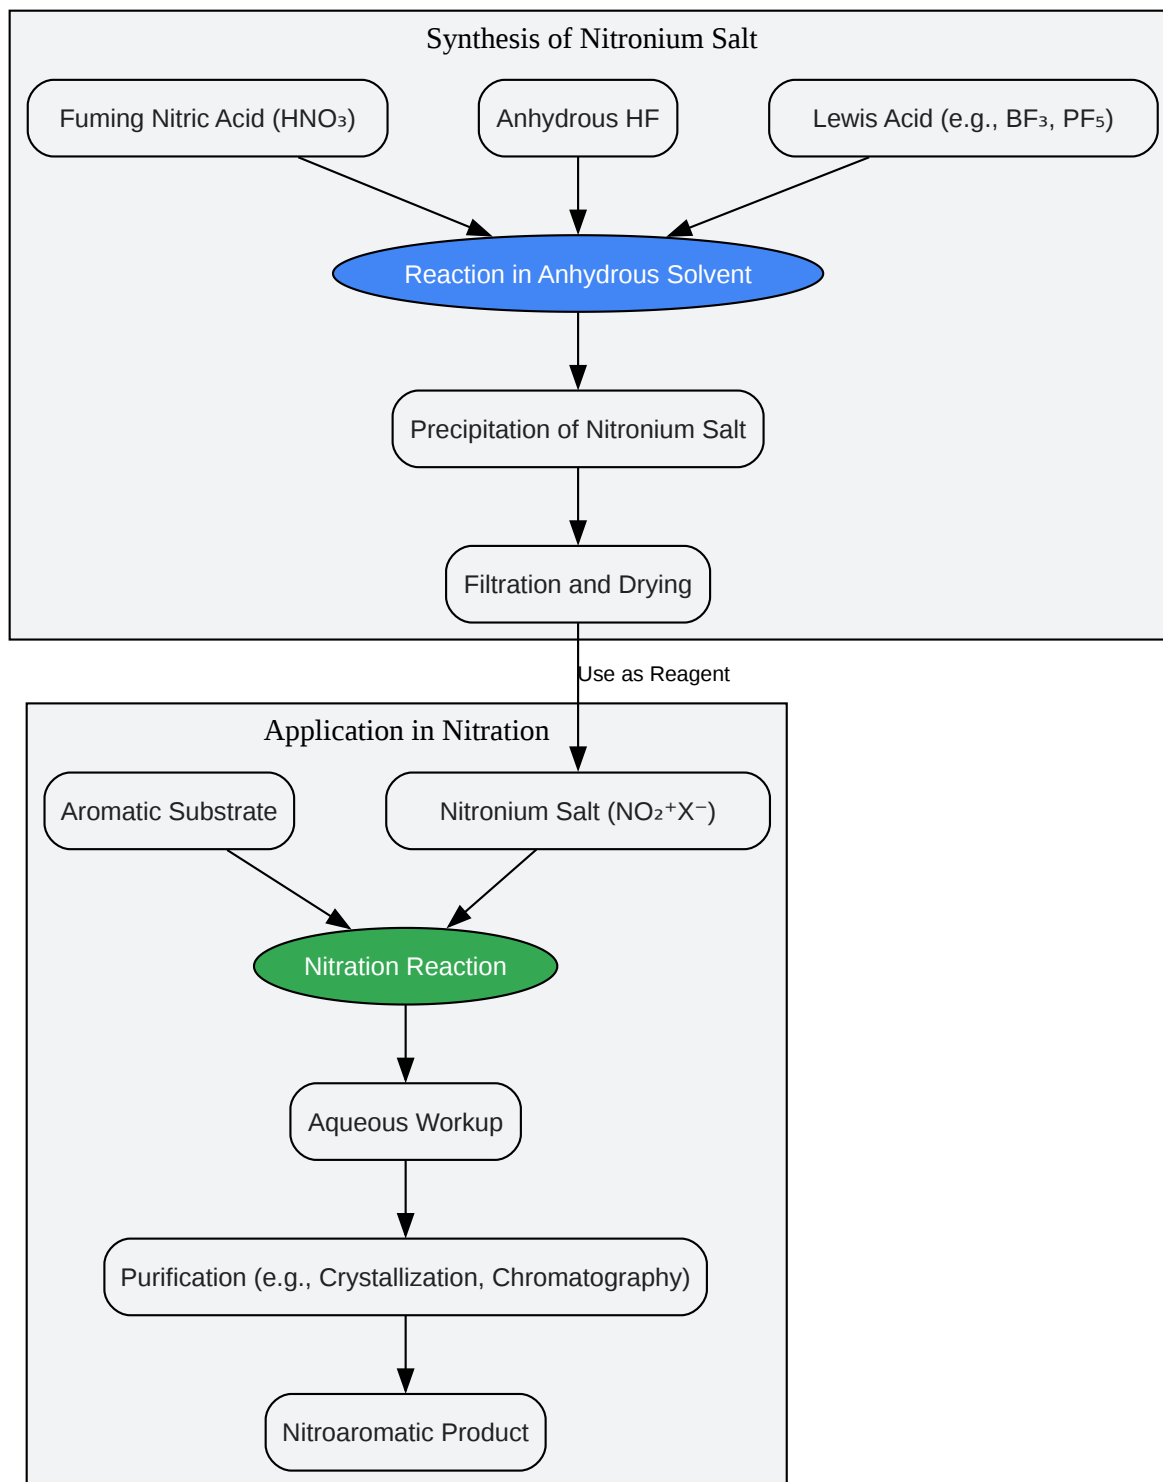 Synthesis of Nitronium Salt
Fuming Nitric Acid (HNO₃)
Anhydrous HF
Lewis Acid (e.g., BF₃, PF₅)
Reaction in Anhydrous Solvent
Precipitation of Nitronium Salt
Filtration and Drying
Use as Reagent
Application in Nitration
Aromatic Substrate
Nitronium Salt (NO₂⁺X⁻)
Nitration Reaction
Aqueous Workup
Purification (e.g., Crystallization, Chromatography)
Nitroaromatic Product